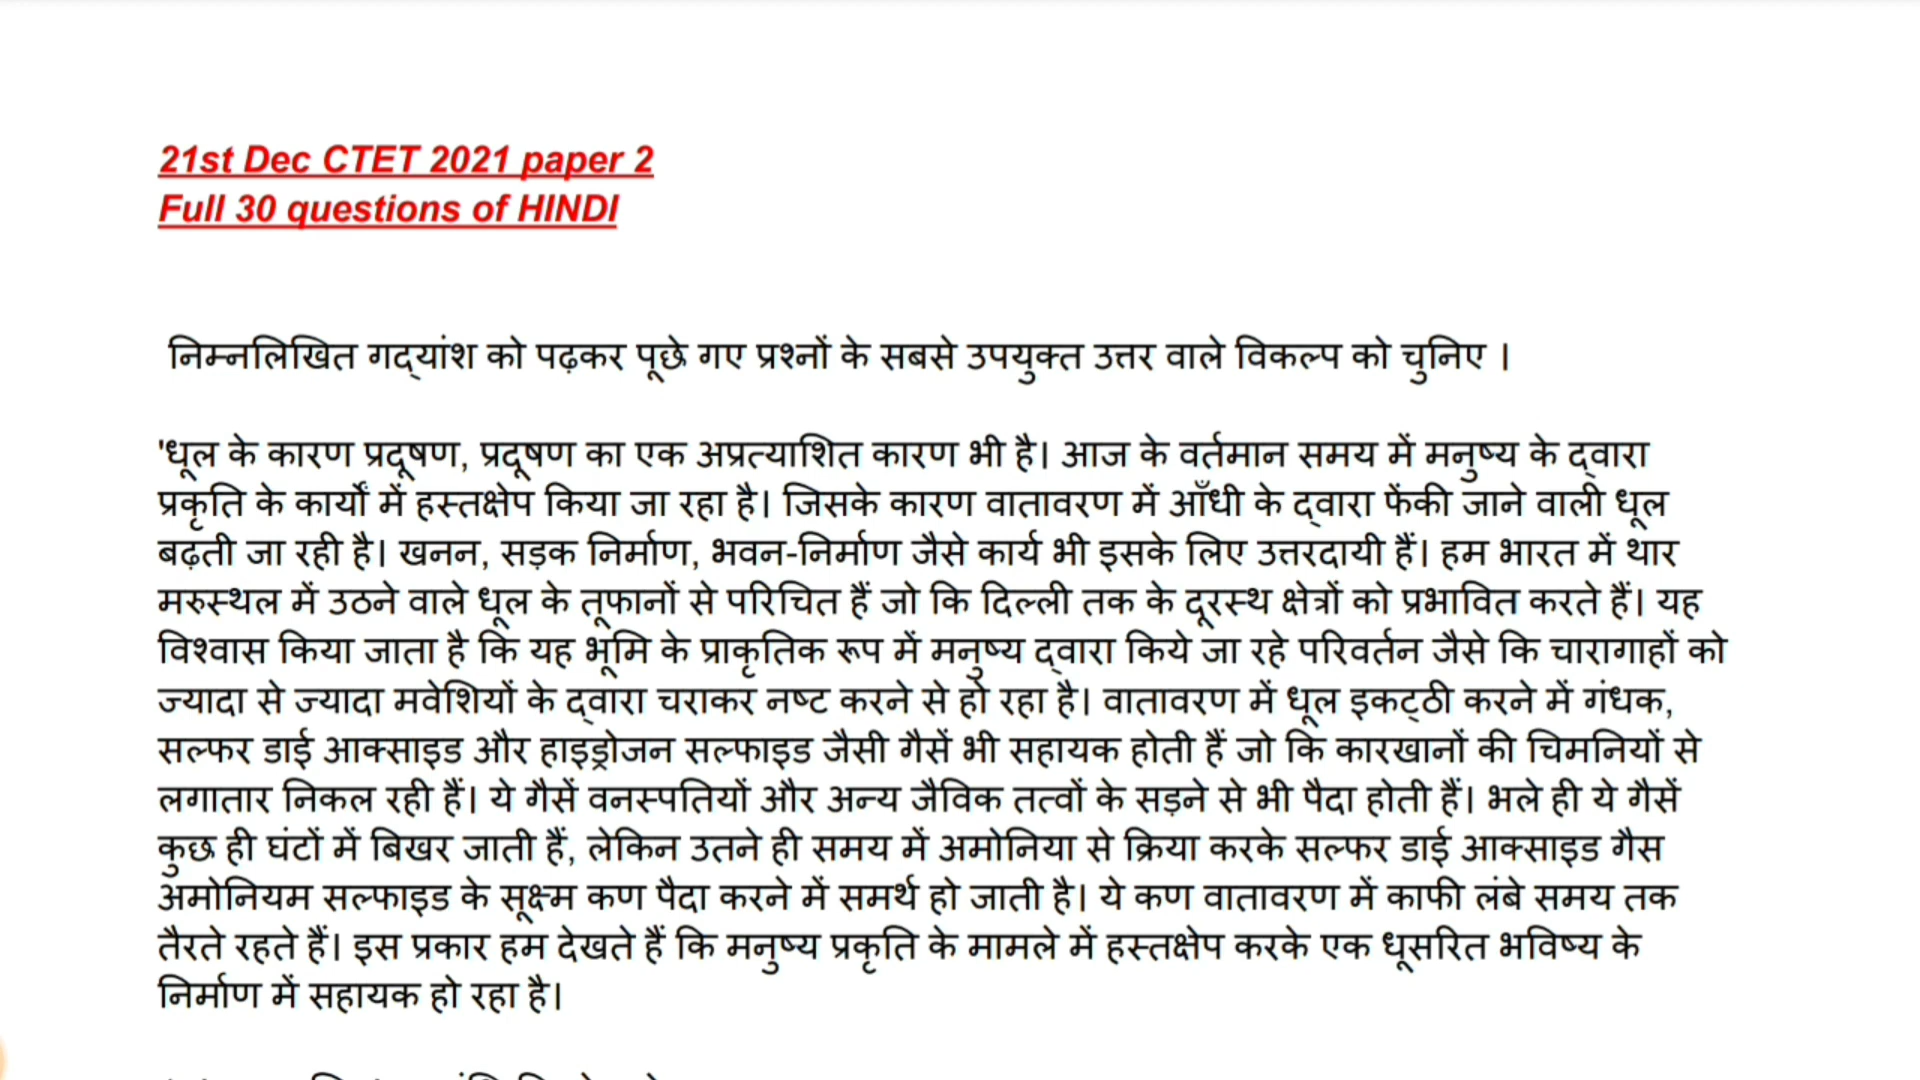 21st Dec CTET 2021 paper 2
Full 30 questions of HINDI
निम्नलिखित गद्यांश को पढ़कर पूछे गए प्रश्नों के सबसे उपयुक्त उत्तर वाले विकल्प को चुनिए ।
'धूल के कारण प्रदूषण, प्रदूषण का एक अप्रत्याशित कारण भी है। आज के वर्तमान समय में मनुष्य के द्वारा
प्रकृति के कार्यों में हस्तक्षेप किया जा रहा है। जिसके कारण वातावरण में आँधी के द्वारा फेंकी जाने वाली धूल
बढ़ती जा रही है। खनन, सड़क निर्माण, भवन-निर्माण जैसे कार्य भी इसके लिए उत्तरदायी हैं। हम भारत में थार
मरुस्थल में उठने वाले धूल के तूफानों से परिचित हैं जो कि दिल्ली तक के दूरस्थ क्षेत्रों को प्रभावित करते हैं। यह
विश्वास किया जाता है कि यह भूमि के प्राकृतिक रूप में मनुष्य द्वारा किये जा रहे परिवर्तन जैसे कि चारागाहों को
ज्यादा से ज्यादा मवेशियों के द्वारा चराकर नष्ट करने से हो रहा है। वातावरण में धूल इकट्ठी करने में गंधक,
सल्फर डाई आक्साइड और हाइड्रोजन सल्फाइड जैसी गैसें भी सहायक होती हैं जो कि कारखानों की चिमनियों से
लगातार निकल रही हैं। ये गैसें वनस्पतियों और अन्य जैविक तत्वों के सड़ने से भी पैदा होती हैं। भले ही ये गैसें
कुछ ही घंटों में बिखर जाती हैं, लेकिन उतने ही समय में अमोनिया से क्रिया करके सल्फर डाई आक्साइड गैस
अमोनियम सल्फाइड के सूक्ष्म कण पैदा करने में समर्थ हो जाती है। ये कण वातावरण में काफी लंबे समय तक
तैरते रहते हैं। इस प्रकार हम देखते हैं कि मनुष्य प्रकृति के मामले में हस्तक्षेप करके एक धूसरित भविष्य के
निर्माण में सहायक हो रहा है।